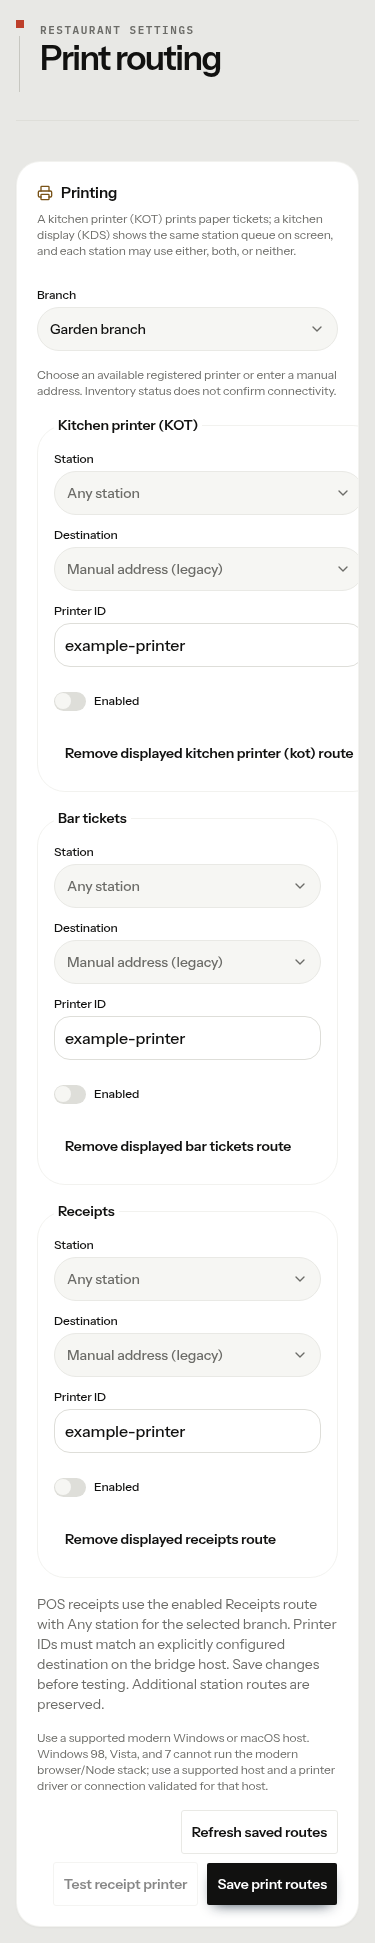 RESTAURANT SETTINGS
Print routing
Printing
A kitchen printer (KOT) prints paper tickets; a kitchen
display (KDS) shows the same station queue on screen,
and each station may use either, both, or neither.
Branch
Garden branch
Choose an available registered printer or enter a manual
address. Inventory status does not confirm connectivity.
Kitchen printer (KOT)
Station
Any station
Destination
Manual address (legacy)
Printer ID
example-printer
Enabled
Remove displayed kitchen printer (kot) route
Bar tickets
Station
Any station
Destination
Manual address (legacy)
Printer ID
example-printer
Enabled
Remove displayed bar tickets route
Receipts
Station
Any station
Destination
Manual address (legacy)
Printer ID
example-printer
Enabled
Remove displayed receipts route
POS receipts use the enabled Receipts route
with Any station for the selected branch. Printer
IDs must match an explicitly configured
destination on the bridge host. Save changes
before testing. Additional station routes are
preserved.
Use a supported modern Windows or macOS host.
Windows 98, Vista, and 7 cannot run the modern
browser/Node stack; use a supported host and a printer
driver or connection validated for that host.
Refresh saved routes
Test receipt printer
Save print routes